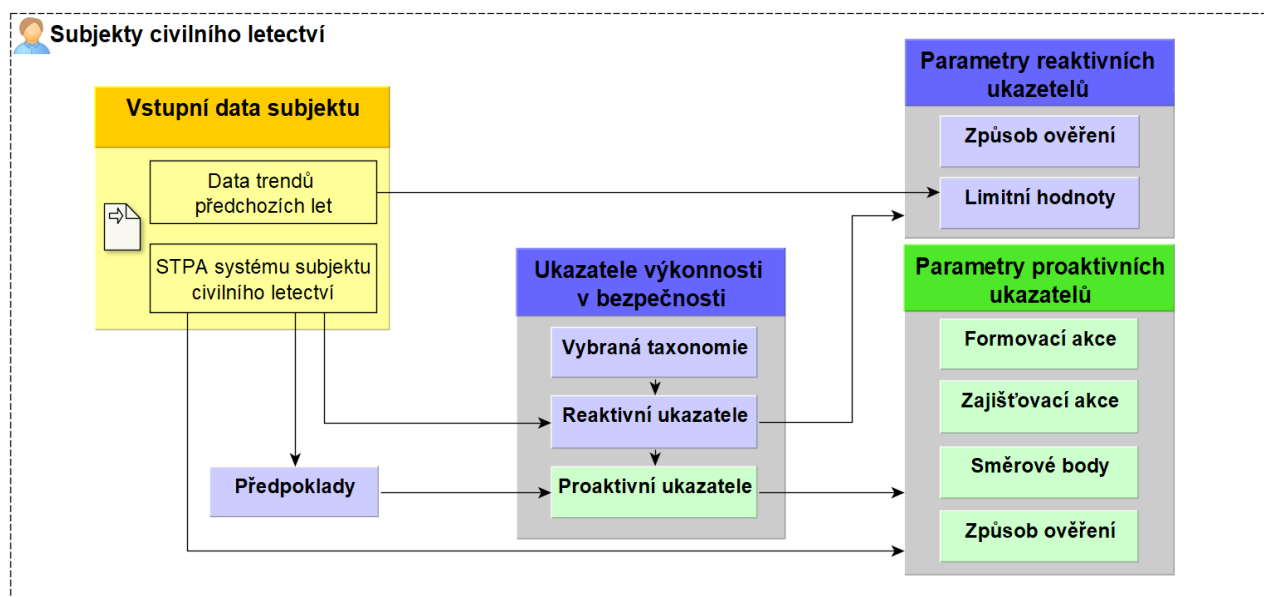 Subjekty civilního letectví
Vstupní data subjektu
Data trendů
předchozích let
STPA systému subjektu
civilního letectví
Předpoklady
Ukazatele výkonnosti
v bezpečnosti
Vybraná taxonomie
Reaktivní ukazatele
Proaktivní ukazatele
Parametry reaktivních
ukazetelů
Způsob ověření
Limitní hodnoty
Parametry proaktivních
ukazatelů
Formovací akce
Zajišťovací akce
Směrové body
Způsob ověření